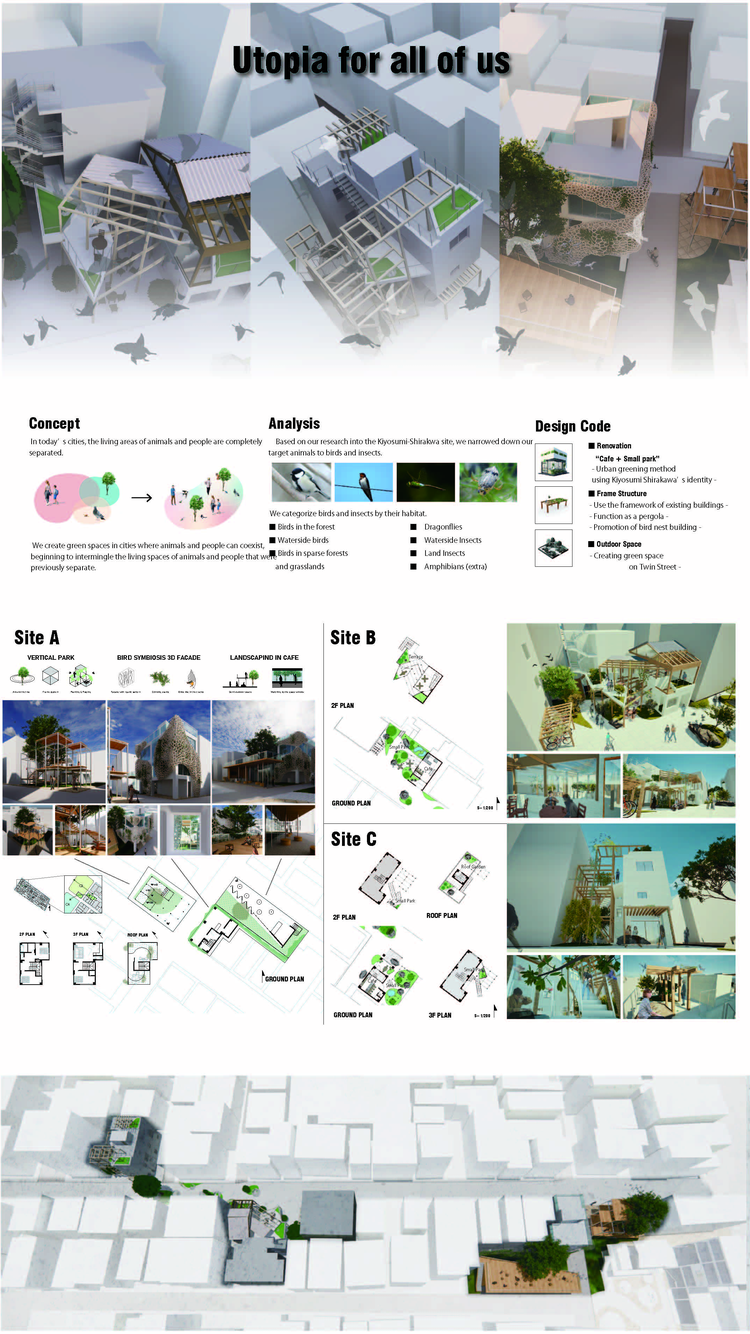 Utopia for all of us
Concept
In today's cities, the living areas of animals and people are completely
separated.
We create green spaces in cities where animals and people can coexist,
beginning to intermingle the living spaces of animals and people that were
previously separate.
Analysis
Based on our research into the Kiyosumi-Shirakwa site, we narrowed down our
target animals to birds and insects.
We categorize birds and insects by their habitat.
■ Birds in the forest
■ Waterside birds
■ Birds in sparse forests
and grasslands
■ Dragonflies
■ Waterside Insects
■ Land Insects
■ Amphibians (extra)
Design Code
■ Renovation
"Cafe + Small park"
- Urban greening method
using Kiyosumi Shirakawa's identity -
■ Frame Structure
- Use the framework of existing buildings -
- Function as a pergola -
- Promotion of bird nest building -
■ Outdoor Space
- Creating green space
on Twin Street -
Site A
VERTICAL PARK
BIRD SYMBIOSIS 3D FACADE
LANDSCAPIND IN CAFE
2F PLAN
3F PLAN
ROOF PLAN
GROUND PLAN
Site B
Terrace
2F PLAN
Small Park
Cafe
GROUND PLAN
S= 1/200
Site C
Small Park
2F PLAN
Roof Garden
ROOF PLAN
Cafe
Small Park
GROUND PLAN
Small Park
3F PLAN
S= 1/200